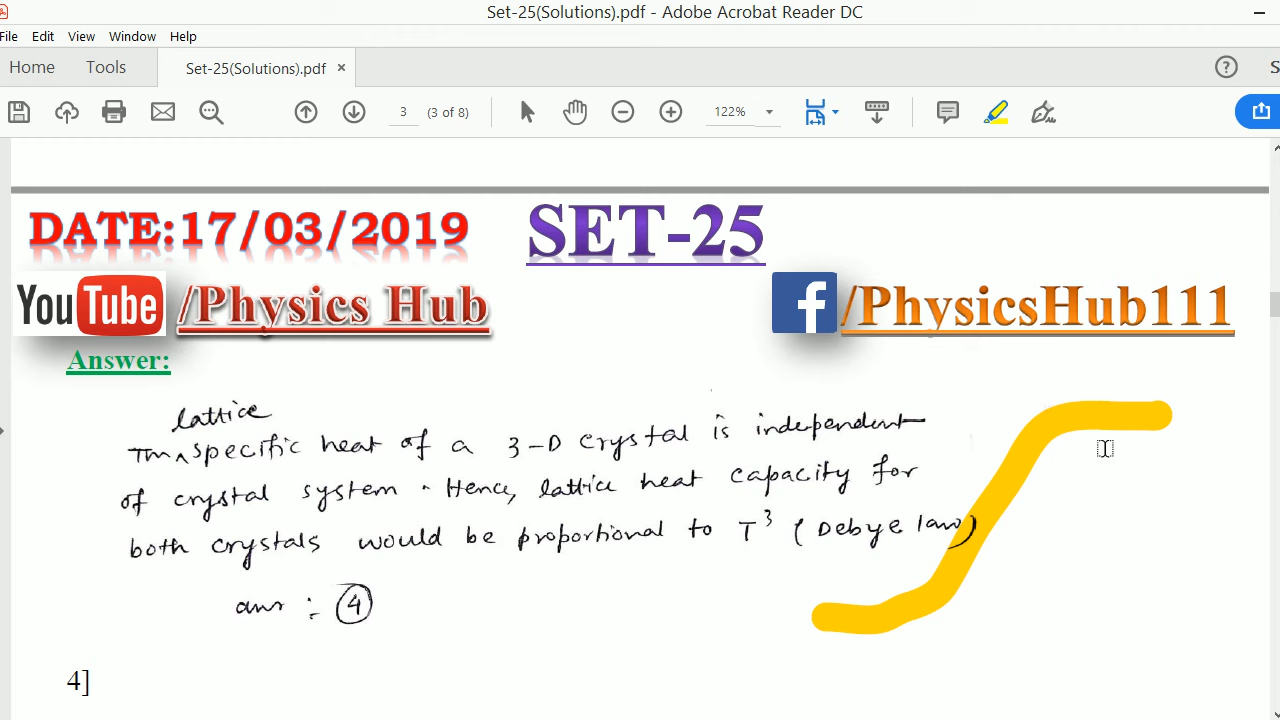 Set-25(Solutions).pdf - Adobe Acrobat Reader DC
File Edit View Window Help
Home Tools Set-25(Solutions).pdf × ? S
3 (3 of 8) 122%
DATE:17/03/2019 SET-25
YouTube /Physics Hub f /PhysicsHub111
Answer:
lattice
The ^ specific heat of a 3-D crystal is independent
of crystal system. Hence, lattice heat capacity for
both crystals would be proportional to T³ (Debye law)
ans : 4
4]